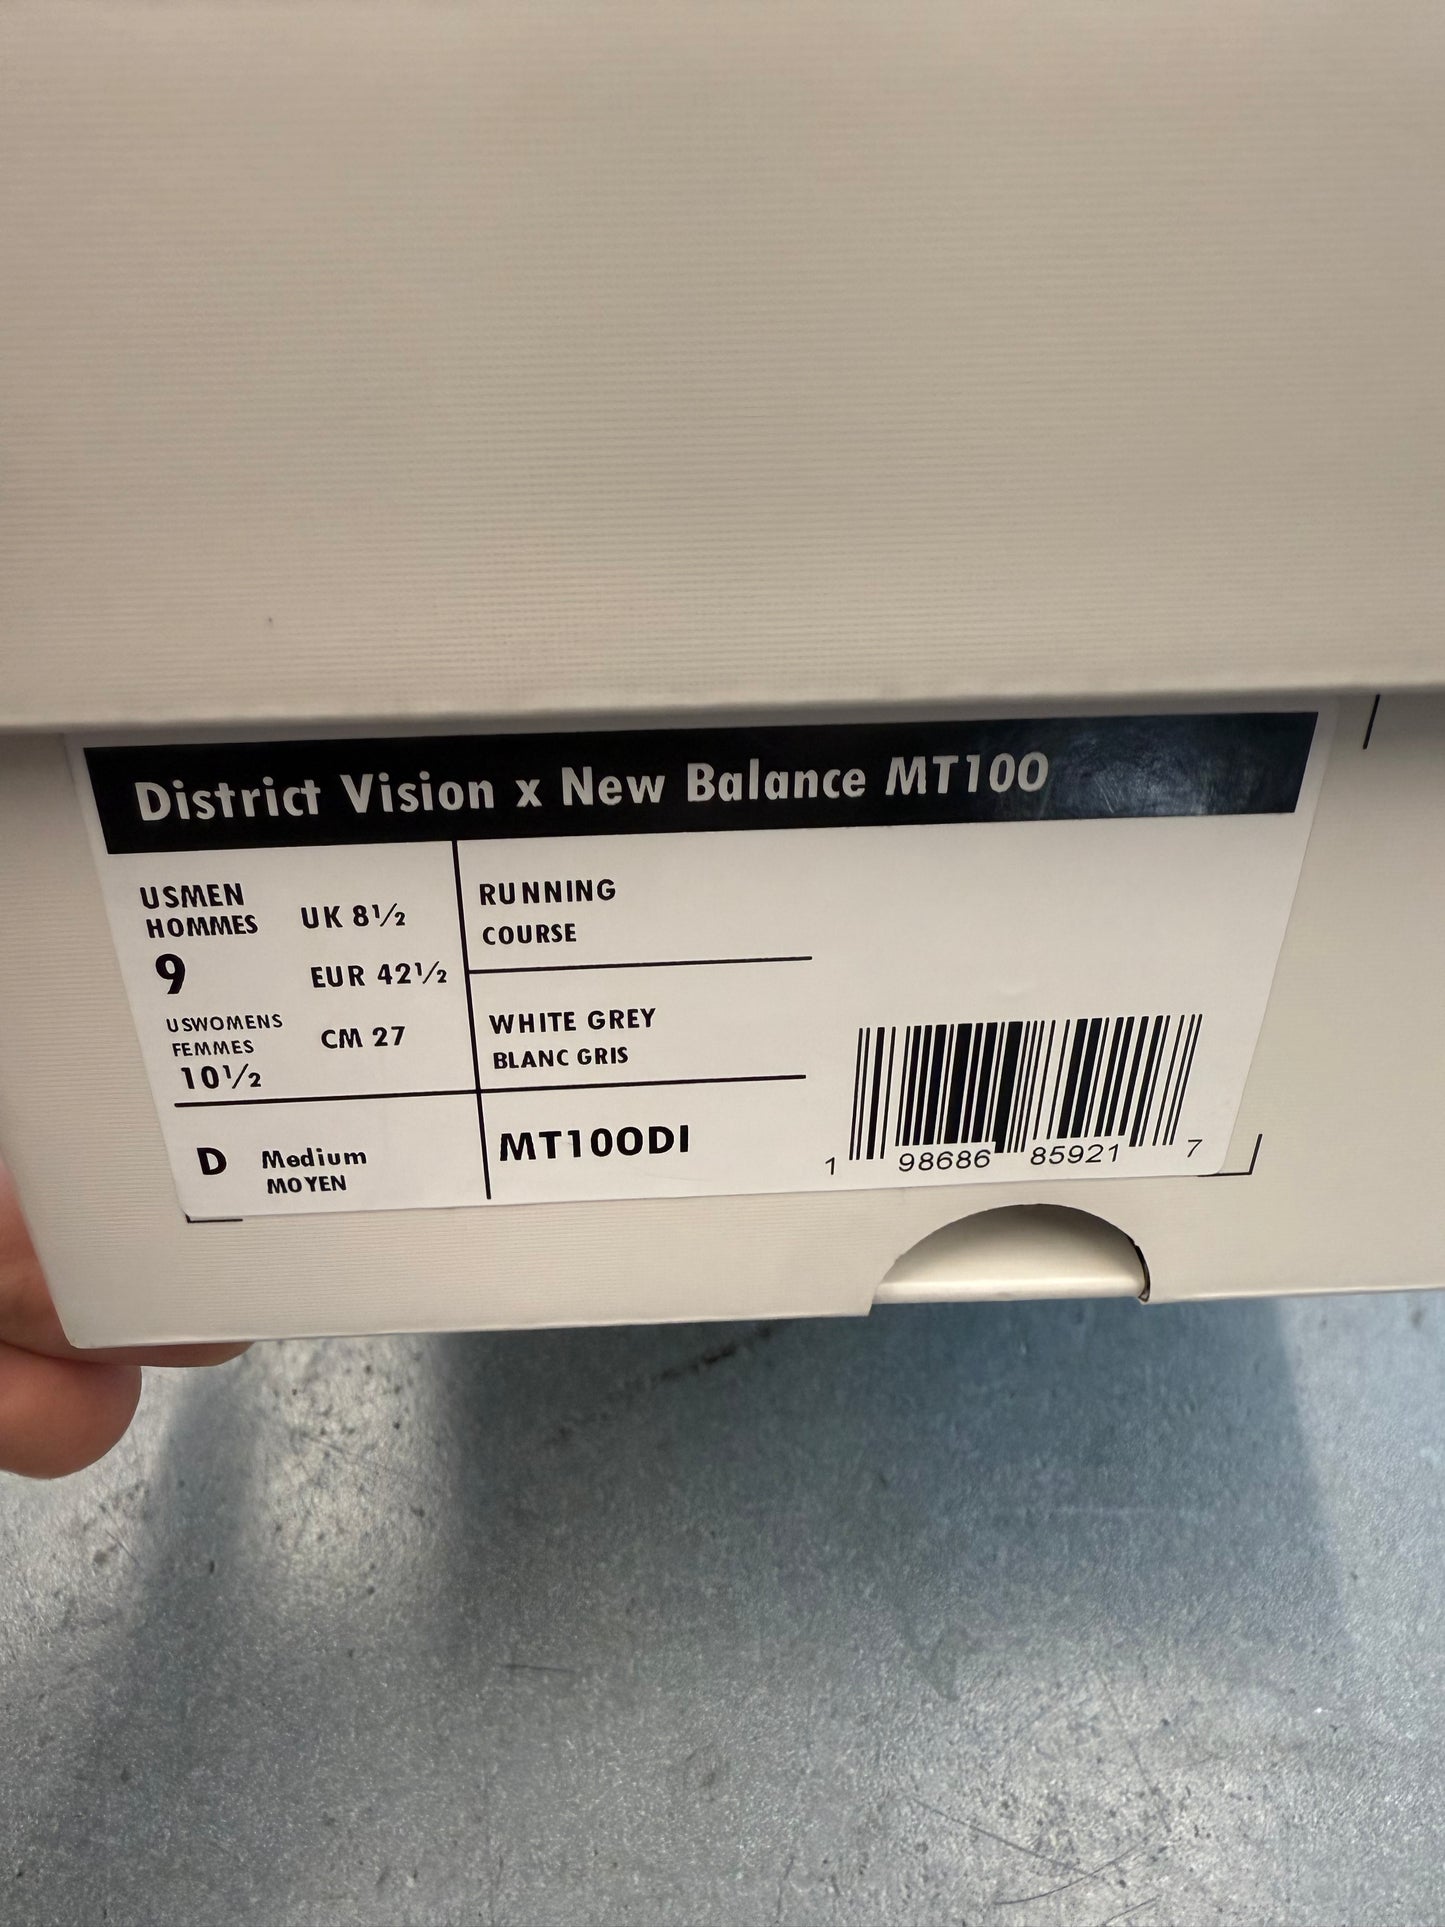 District Vision x New Balance MT100
USMEN
HOMMES
9
UK 8½
EUR 42½
USWOMENS
FEMMES
10½
CM 27
RUNNING
COURSE
WHITE GREY
BLANC GRIS
D Medium
MOYEN
MT100DI
1 98686 85921 7